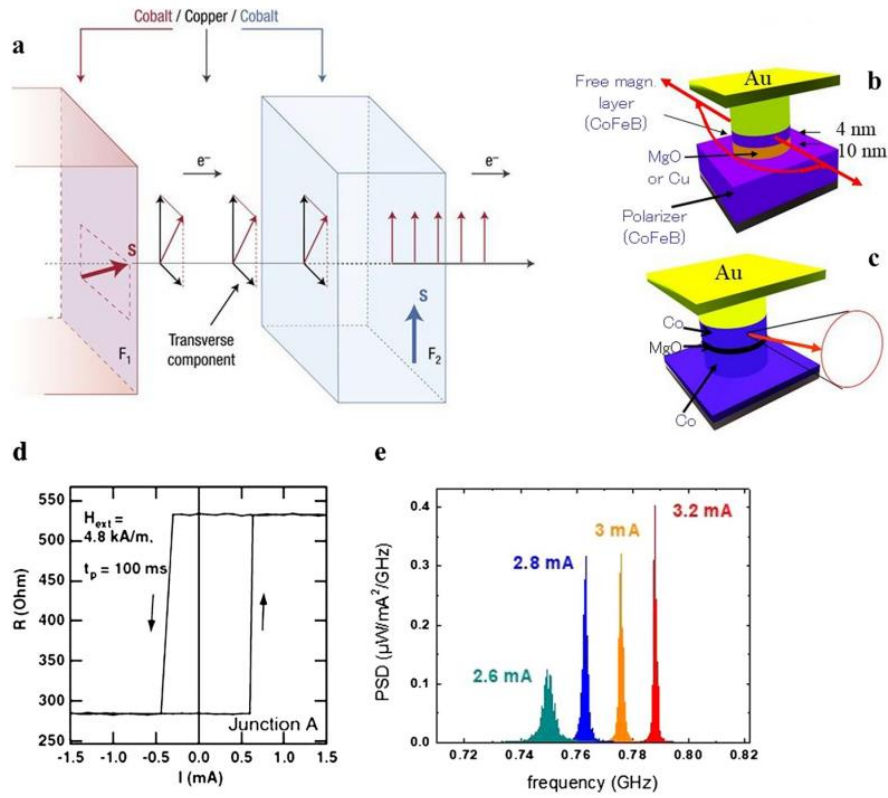 Cobalt / Copper / Cobalt
a
e⁻
e⁻
S
S
F₁
F₂
Transverse
component
b
Au
Free magn.
layer
(CoFeB)
4 nm
10 nm
MgO
or Cu
Polarizer
(CoFeB)
c
Au
Co
MgO
Co
d
R (Ohm)
550
500
450
400
350
300
250
H_ext =
4.8 kA/m,
t_p = 100 ms
Junction A
-1.5 -1.0 -0.5 0.0 0.5 1.0 1.5
I (mA)
e
PSD (µW/mA²/GHz)
0.4
0.3
0.2
0.1
0.0
3.2 mA
3 mA
2.8 mA
2.6 mA
0.72 0.74 0.76 0.78 0.80 0.82
frequency (GHz)